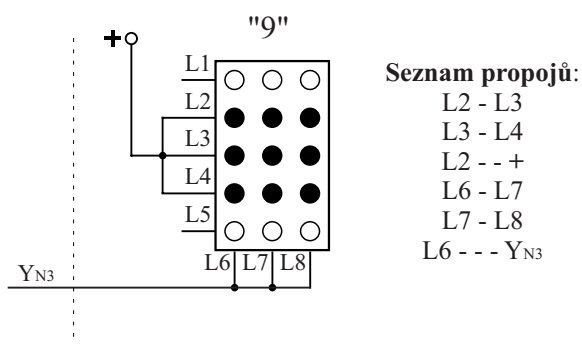 "9"
+
L1
L2
L3
L4
L5
L6 L7 L8
YN3
Seznam propojů:
L2 - L3
L3 - L4
L2 - - +
L6 - L7
L7 - L8
L6 - - - YN3